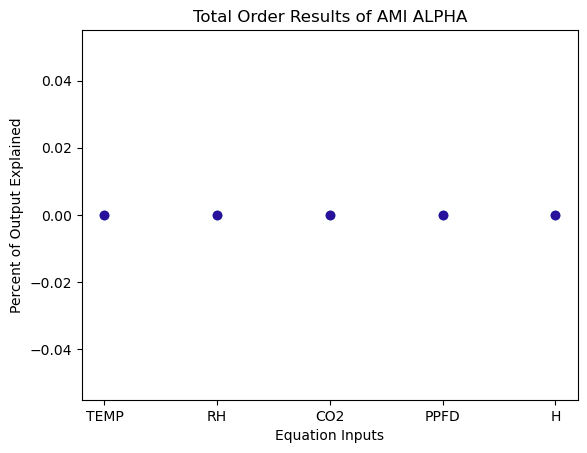 Total Order Results of AMI ALPHA
Percent of Output Explained
0.04
0.02
0.00
−0.02
−0.04
TEMP RH CO2 PPFD H
Equation Inputs